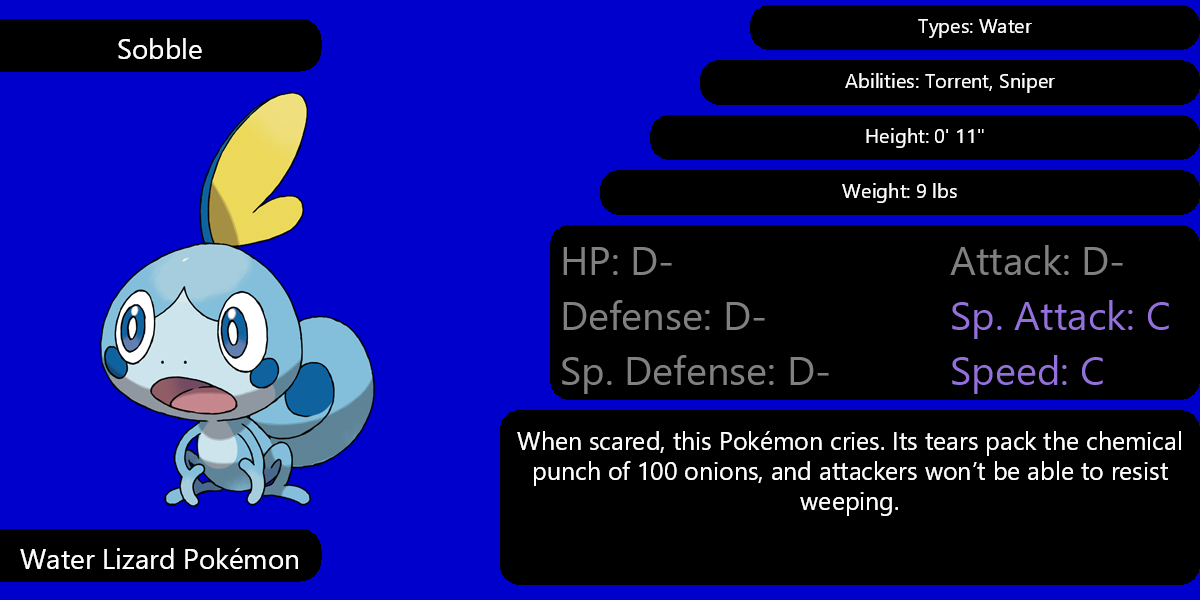 Sobble
Water Lizard Pokémon
Types: Water
Abilities: Torrent, Sniper
Height: 0' 11"
Weight: 9 lbs
HP: D- Attack: D-
Defense: D- Sp. Attack: C
Sp. Defense: D- Speed: C
When scared, this Pokémon cries. Its tears pack the chemical
punch of 100 onions, and attackers won’t be able to resist
weeping.